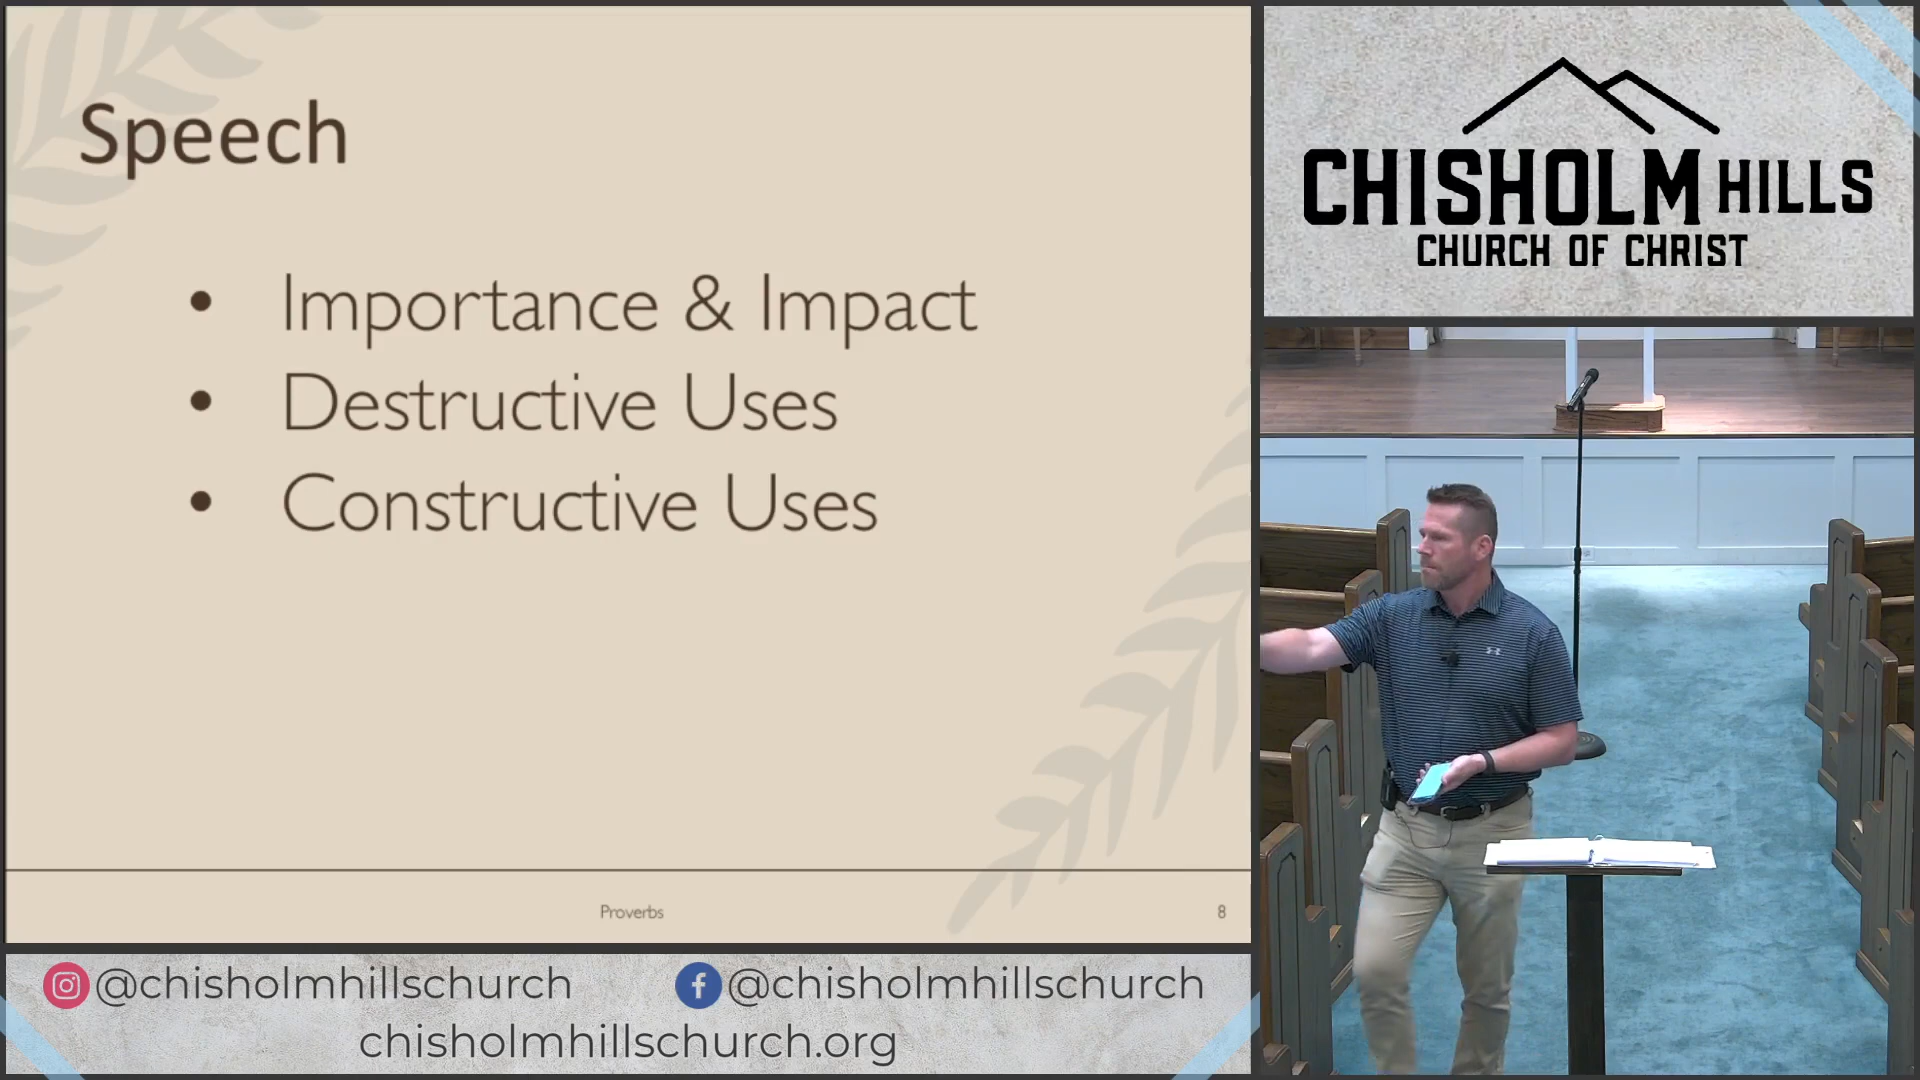 Speech
• Importance & Impact
• Destructive Uses
• Constructive Uses
Proverbs
8
@chisholmhillschurch
@chisholmhillschurch
chisholmhillschurch.org
CHISHOLM HILLS
CHURCH OF CHRIST